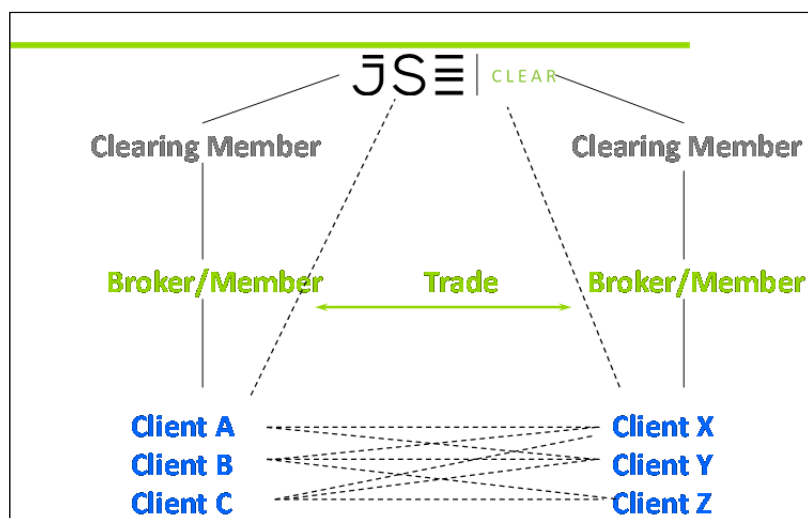 JSE CLEAR
Clearing Member Clearing Member
Broker/Member Trade Broker/Member
Client A Client X
Client B Client Y
Client C Client Z